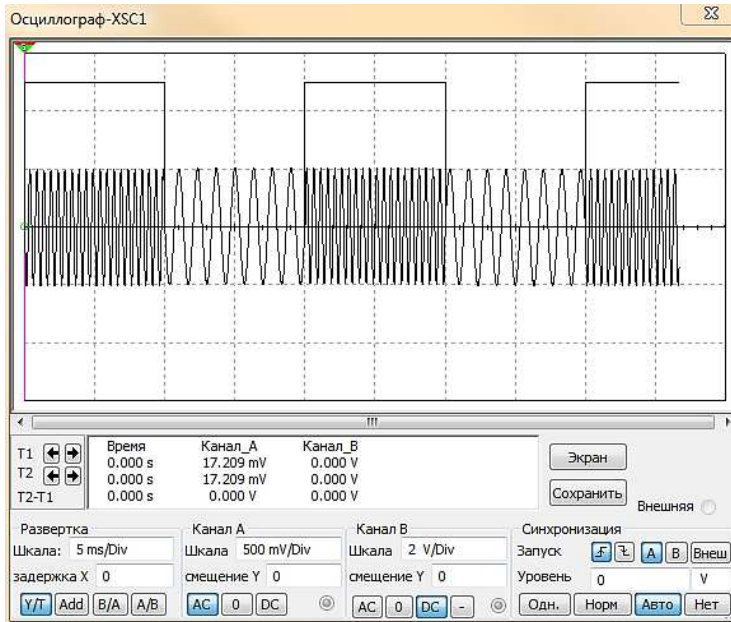 Осциллограф-XSC1
T1
T2
T2-T1
Время Канал_A Канал_B
0.000 s 17.209 mV 0.000 V
0.000 s 17.209 mV 0.000 V
0.000 s 0.000 V 0.000 V
Экран
Сохранить
Внешняя
Развертка
Шкала: 5 ms/Div
задержка X 0
Y/T Add B/A A/B
Канал A
Шкала 500 mV/Div
смещение Y 0
AC 0 DC
Канал B
Шкала 2 V/Div
смещение Y 0
AC 0 DC -
Синхронизация
Запуск A B Внеш
Уровень 0 V
Одн. Норм Авто Нет